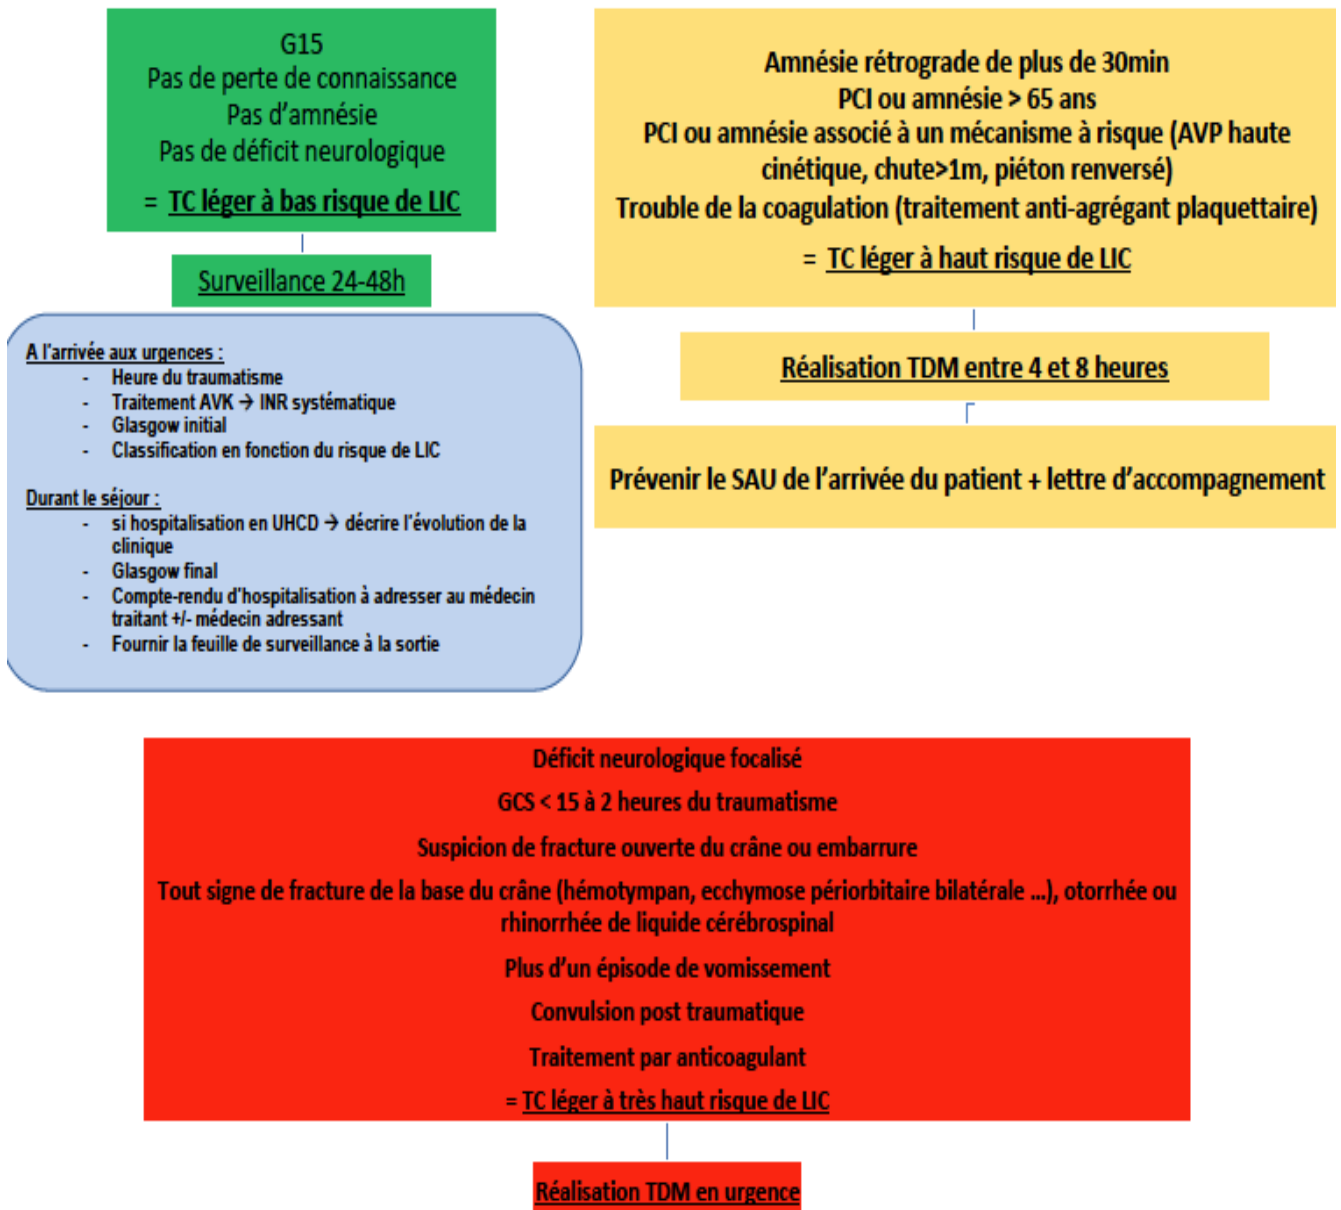 G15
Pas de perte de connaissance
Pas d'amnésie
Pas de déficit neurologique
= TC léger à bas risque de LIC
Surveillance 24-48h
A l'arrivée aux urgences :
- Heure du traumatisme
- Traitement AVK → INR systématique
- Glasgow initial
- Classification en fonction du risque de LIC
Durant le séjour :
- si hospitalisation en UHCD → décrire l'évolution de la
clinique
- Glasgow final
- Compte-rendu d'hospitalisation à adresser au médecin
traitant +/- médecin adressant
- Fournir la feuille de surveillance à la sortie
Amnésie rétrograde de plus de 30min
PCI ou amnésie > 65 ans
PCI ou amnésie associé à un mécanisme à risque (AVP haute
cinétique, chute>1m, piéton renversé)
Trouble de la coagulation (traitement anti-agrégant plaquettaire)
= TC léger à haut risque de LIC
Réalisation TDM entre 4 et 8 heures
Prévenir le SAU de l'arrivée du patient + lettre d'accompagnement
Déficit neurologique focalisé
GCS < 15 à 2 heures du traumatisme
Suspicion de fracture ouverte du crâne ou embarrure
Tout signe de fracture de la base du crâne (hémotympan, ecchymose périorbitaire bilatérale ...), otorrhée ou
rhinorrhée de liquide cérébrospinal
Plus d'un épisode de vomissement
Convulsion post traumatique
Traitement par anticoagulant
= TC léger à très haut risque de LIC
Réalisation TDM en urgence